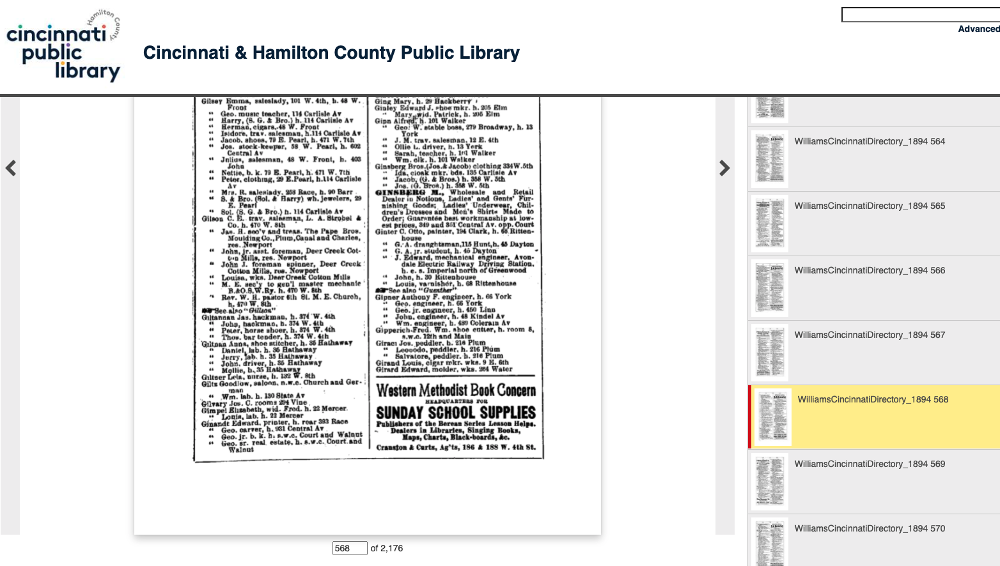 Hamilton County
cincinnati
public
library
Cincinnati & Hamilton County Public Library
Advanced
Gilsey Emma, saleslady, 101 W. 4th, h. 48 W.
Front
“ Geo. music teacher, 114 Carlisle Av
“ Harry, (S. G. & Bro.) h. 114 Carlisle Av
“ Herman, cigars, 48 W. Front
“ Isidore, trav. salesman, h.114 Carlisle Av
“ Jacob, shoes, 79 E. Pearl, h. 471 W. 7th
“ Jos. stock-keeper, 58 W. Pearl, h. 602
Central Av
“ Julius, salesman, 48 W. Front, h. 403
John
“ Nettie, b. k. 79 E. Pearl, h. 471 W. 7th
“ Peter, clothing, 29 E.Pearl, h.114 Carlisle
Av
“ Mrs. R. saleslady, 258 Race, h. 90 Barr
“ S. & Bro. (Sol. & Harry) wh. jewelers, 29
E. Pearl
“ Sol. (S. G. & Bro.) h. 114 Carlisle Av
Gilson C. E. trav. salesman, L. A. Strobel &
Co. h. 470 W. 8th
“ Jas. H. sec'y and treas. The Pape Bros.
Moulding Co., Plum, Canal and Charles,
res. Newport
“ John, jr. asst. foreman, Deer Creek Cot-
ton Mills, res. Newport
“ John J. foreman spinner, Deer Creek
Cotton Mills, res. Newport
“ Louisa, wks. Deer Creek Cotton Mills
“ M. E. sec'y to gen'l master mechanic
B.&O.S.W.Ry. h. 470 W. 8th
“ Rev. W. H. pastor 6th St. M. E. Church,
h. 470 W. 8th
See also “Gillson”
Giltannan Jas. hackman, h. 374 W. 4th
“ John, hackman, h. 374 W. 4th
“ Peter, horse shoer, h. 374 W. 4th
“ Thos. bar tender, h. 374 W. 4th
Giltnan Anna, shoe stitcher, h. 35 Hathaway
“ Daniel, lab. h. 35 Hathaway
“ Jerry, lab. h. 35 Hathaway
“ John, driver, h. 35 Hathaway
“ Mollie, h. 35 Hathaway
Giltner Lela, nurse, h. 132 W. 8th
Gilts Goodlow, saloon, n.w.c. Church and Ger-
man
“ Wm. lab. h. 130 State Av
Gilvary Jos. C. rooms 294 Vine
Gimpel Elizabeth, wid. Fred. h. 22 Mercer
“ Louis, lab. h. 22 Mercer
Ginandt Edward, printer, h. rear 393 Race
“ Geo. carver, h. 931 Central Av
“ Geo. jr. b. k. h. s.w.c. Court and Walnut
“ Geo. sr. real estate, h. s.w.c. Court and
Walnut
Ging Mary, h. 29 Hackberry
Ginley Edward J. shoe mkr. h. 205 Elm
“ Mary, wid. Patrick, h. 205 Elm
Ginn Alfred, h. 101 Walker
“ Geo. W. stable boss, 279 Broadway, h. 13
York
“ J. M. trav. salesman, 12 E. 4th
“ Ollie L. driver, h. 13 York
“ Sarah, teacher, h. 101 Walker
“ Wm. clk. h. 101 Walker
Ginsberg Bros.(Jos.& Jacob) clothing 334W.5th
“ Ida, cloak mkr. bds. 135 Carlisle Av
“ Jacob, (G. & Bros.) h. 358 W. 5th
“ Jos. (G. Bros.) h. 358 W. 5th
GINSBERG M., Wholesale and Retail
Dealer in Notions, Ladies' and Gents' Fur-
nishing Goods; Ladies' Underwear, Chil-
dren's Dresses and Men's Shirts Made to
Order; Guarantee best workmanship at low-
est prices, 349 and 351 Central Av. opp. Court
Ginter C. Otto, painter, 194 Clark, h. 68 Ritten-
house
“ G. A. draughtsman, 115 Hunt, h. 45 Dayton
“ G. A. jr. student, h. 45 Dayton
“ J. Edward, mechanical engineer, Avon-
dale Electric Railway Driving Station,
h. e. s. Imperial north of Greenwood
“ John, h. 30 Rittenhouse
“ Louis, varnisher, h. 68 Rittenhouse
See also “Guenther”
Gipner Anthony F. engineer, h. 66 York
“ Geo. engineer, h. 66 York
“ Geo. jr. engineer, h. 450 Linn
“ John, engineer, h. 48 Kindel Av
“ Wm. engineer, h. 489 Colerain Av
Gipperich Fred. Wm. shoe cutter, h. room 8,
s.w.c. 12th and Main
Giraci Jos. peddler, h. 216 Plum
“ Leoodo, peddler, h. 216 Plum
“ Salvatore, peddler, h. 216 Plum
Girand Louis, cigar mkr. wks. 9 E. 6th
Girard Edward, molder, wks. 264 Water
Western Methodist Book Concern
HEADQUARTERS FOR
SUNDAY SCHOOL SUPPLIES
Publishers of the Berean Series Lesson Helps.
Dealers in Libraries, Singing Books,
Maps, Charts, Black-boards, &c.
Cranston & Curts, Ag'ts, 186 & 188 W. 4th St.
568 of 2,176
WilliamsCincinnatiDirectory_1894 564
WilliamsCincinnatiDirectory_1894 565
WilliamsCincinnatiDirectory_1894 566
WilliamsCincinnatiDirectory_1894 567
WilliamsCincinnatiDirectory_1894 568
WilliamsCincinnatiDirectory_1894 569
WilliamsCincinnatiDirectory_1894 570